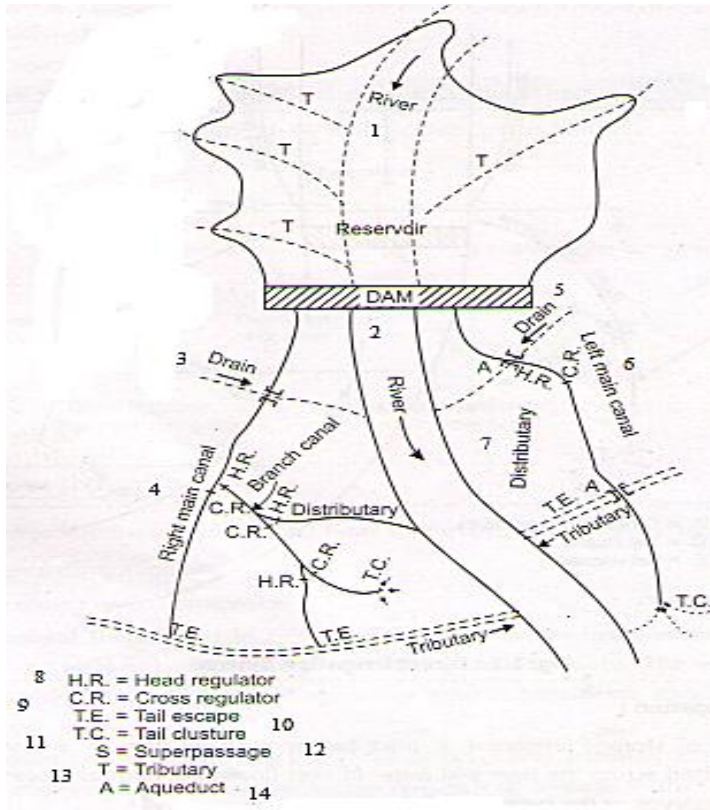 River
T
1
T
T
T
Reservoir
DAM
5
2
Drain
3
Drain
A
H.R.
C.R.
Left main canal
6
River
7
Distributary
4
Right main canal
H.R.
Branch canal
C.R.
H.R.
Distributary
C.R.
T.E.
A
Tributary
C.R.
T.C.
H.R.
T.C.
T.E.
T.E.
Tributary
8 H.R. = Head regulator
9 C.R. = Cross regulator
T.E. = Tail escape 10
11 T.C. = Tail clusture
S = Superpassage 12
13 T = Tributary
A = Aqueduct 14